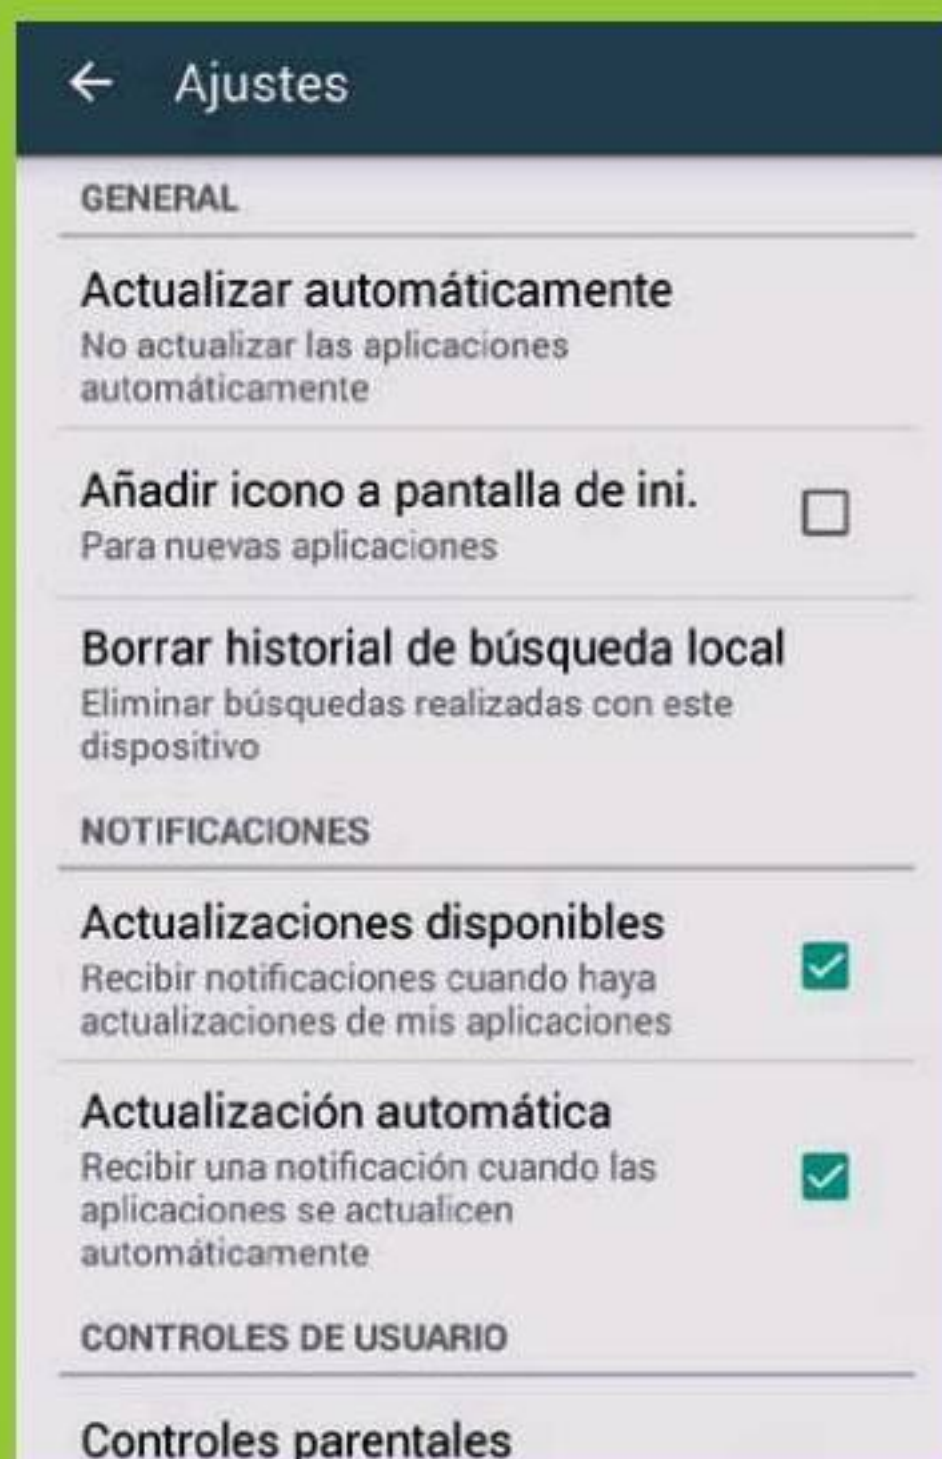 Ajustes
GENERAL
Actualizar automáticamente
No actualizar las aplicaciones
automáticamente
Añadir icono a pantalla de ini.
Para nuevas aplicaciones
Borrar historial de búsqueda local
Eliminar búsquedas realizadas con este
dispositivo
NOTIFICACIONES
Actualizaciones disponibles
Recibir notificaciones cuando haya
actualizaciones de mis aplicaciones
Actualización automática
Recibir una notificación cuando las
aplicaciones se actualicen
automáticamente
CONTROLES DE USUARIO
Controles parentales